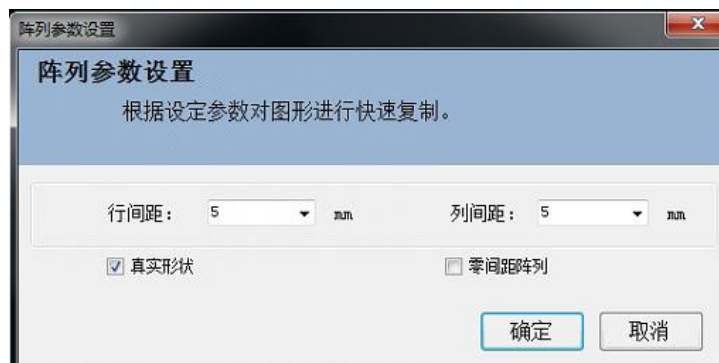 阵列参数设置
阵列参数设置
根据设定参数对图形进行快速复制。
行间距： 5 mm 列间距： 5 mm
真实形状 零间距阵列
确定 取消